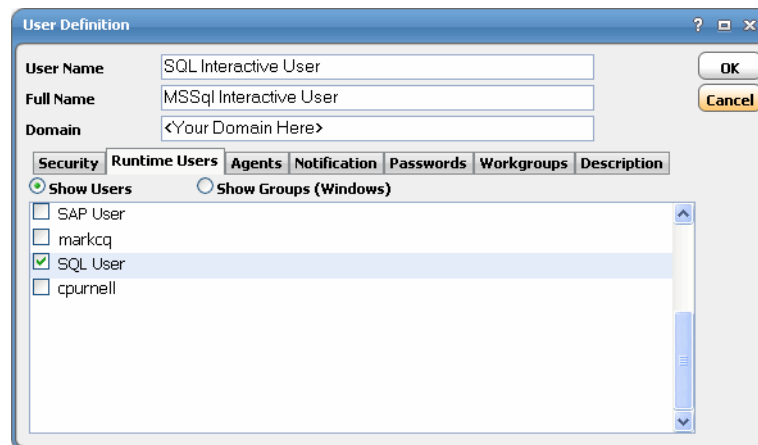 User Definition
?
User Name SQL Interactive User OK
Full Name MSSql Interactive User Cancel
Domain <Your Domain Here>
Security Runtime Users Agents Notification Passwords Workgroups Description
Show Users Show Groups (Windows)
SAP User
markcq
SQL User
cpurnell